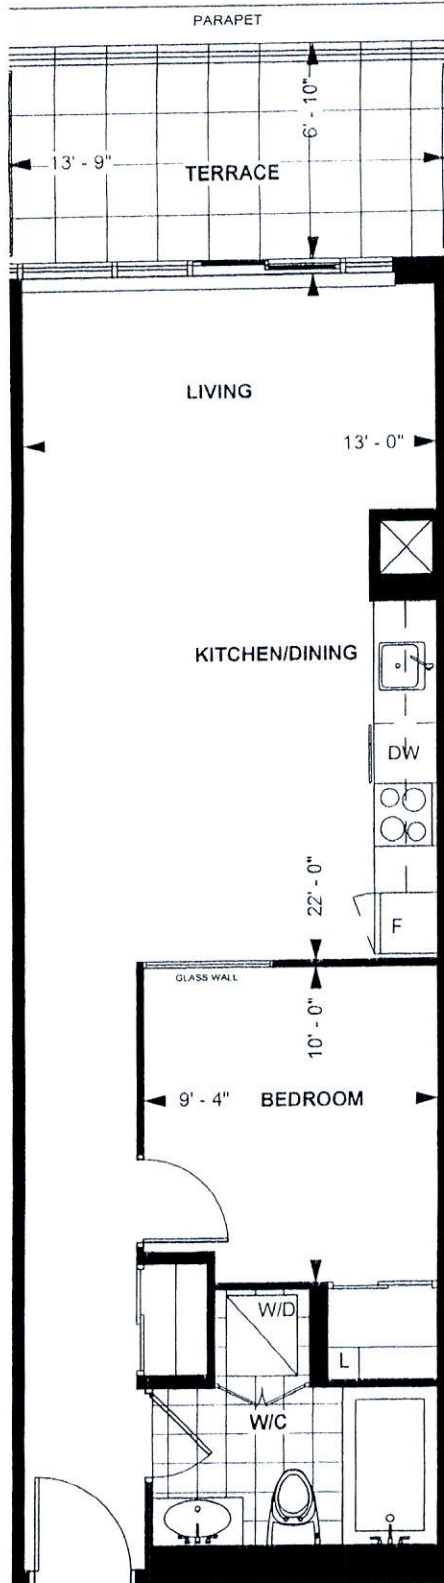 PARAPET
6' - 10"
13' - 9"
TERRACE
LIVING
13' - 0"
KITCHEN/DINING
DW
22' - 0"
F
GLASS WALL
10' - 0"
9' - 4"
BEDROOM
W/D
L
W/C